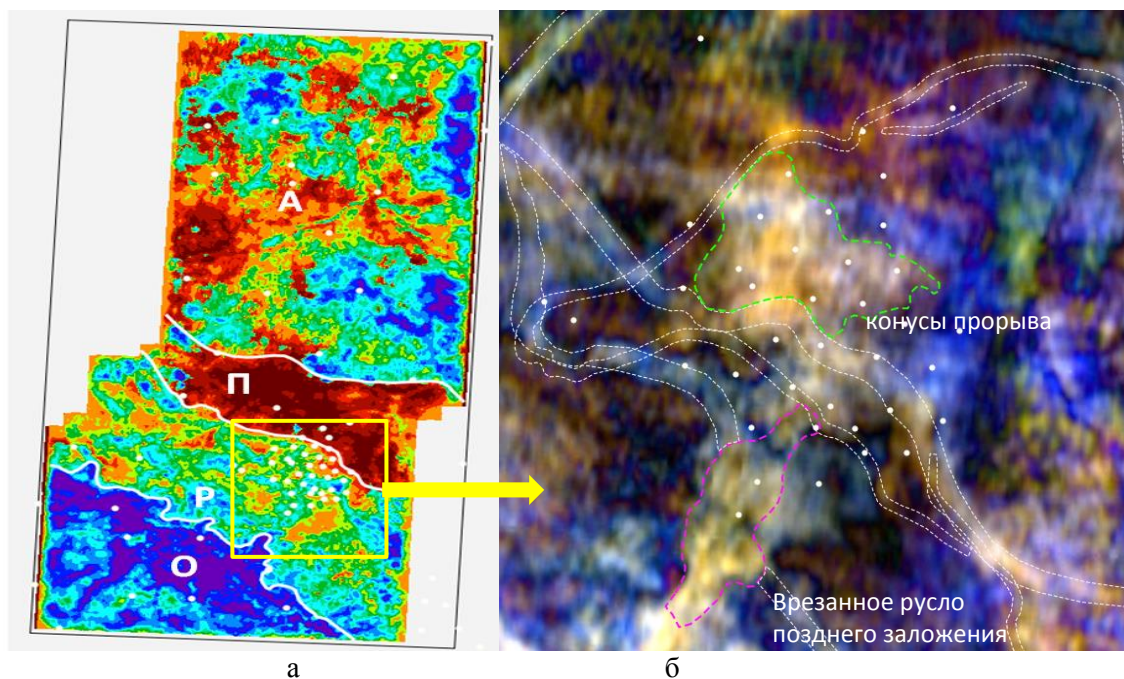 А
П
Р
О
конусы прорыва
Врезанное русло
позднего заложения
а
б